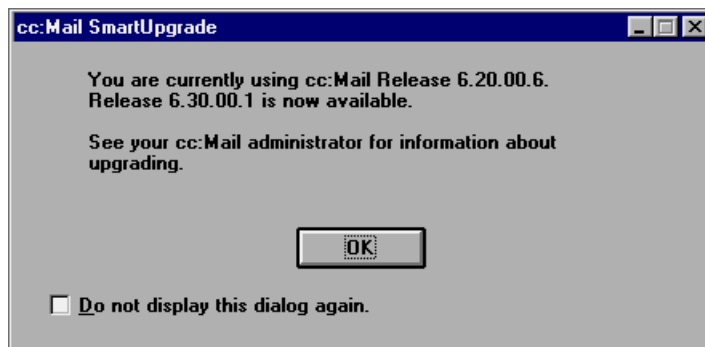 cc:Mail SmartUpgrade
You are currently using cc:Mail Release 6.20.00.6.
Release 6.30.00.1 is now available.
See your cc:Mail administrator for information about
upgrading.
OK
Do not display this dialog again.